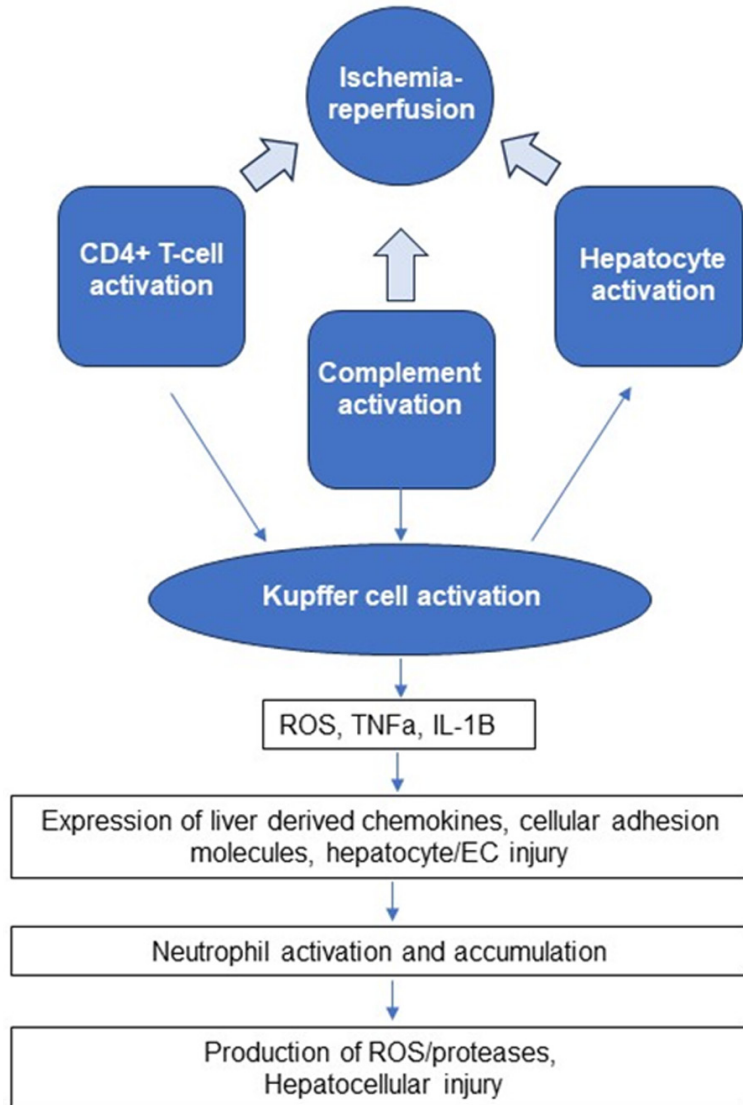 Ischemia-
reperfusion
CD4+ T-cell
activation
Hepatocyte
activation
Complement
activation
Kupffer cell activation
ROS, TNFa, IL-1B
Expression of liver derived chemokines, cellular adhesion
molecules, hepatocyte/EC injury
Neutrophil activation and accumulation
Production of ROS/proteases,
Hepatocellular injury